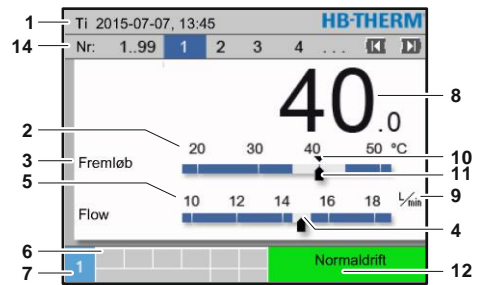 1 Ti 2015-07-07, 13:45 HB-THERM
14 Nr: 1..99 1 2 3 4 ...
40.0 8
2 20 30 40 50 °C 10
3 Fremløb 11
5 10 12 14 16 18 L/min 9
Flow 4
6
7 1 Normaldrift 12